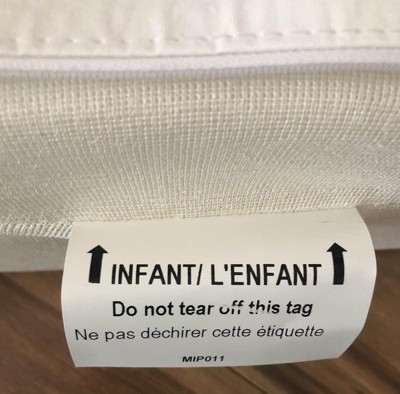 INFANT/ L'ENFANT
Do not tear off this tag
Ne pas déchirer cette étiquette
MIP011